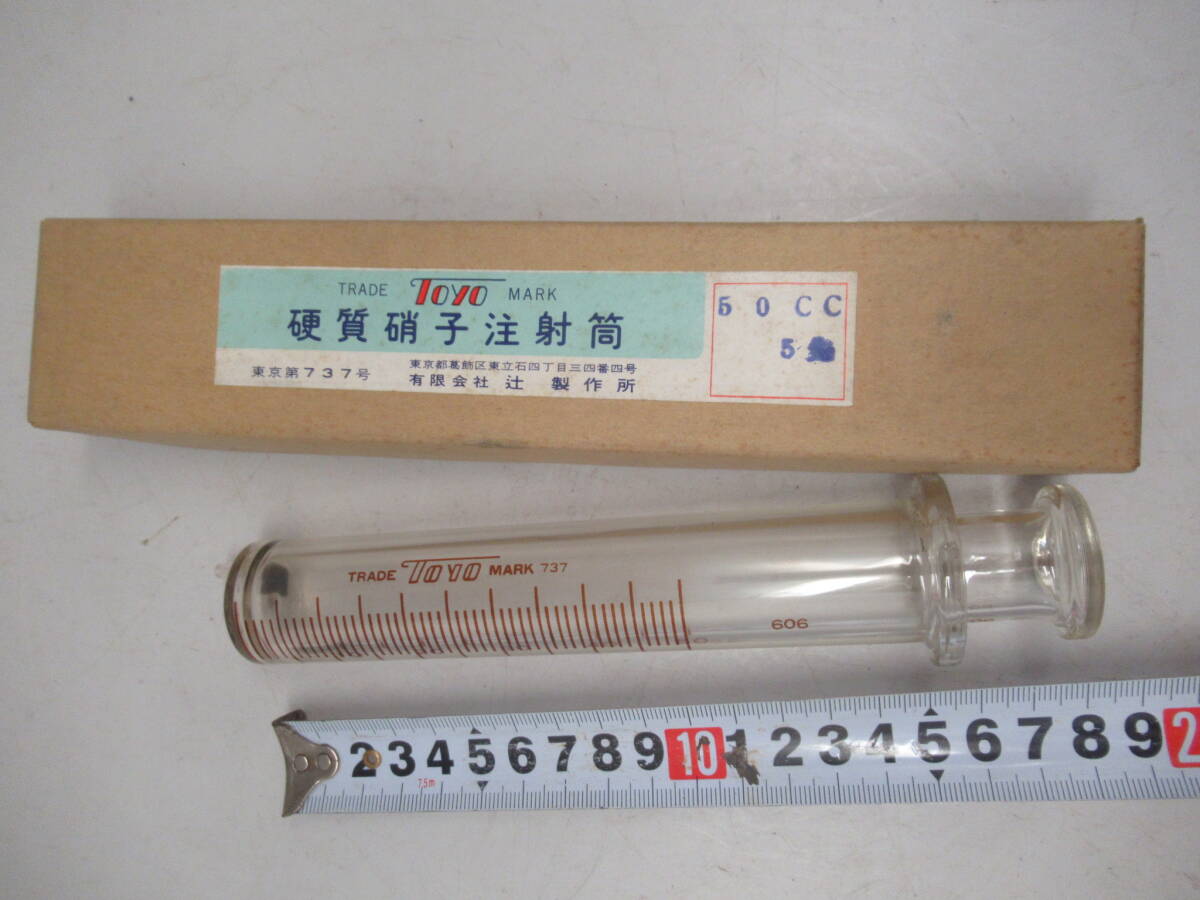 TRADE TOYO MARK
硬質硝子注射筒
東京第737号
東京都葛飾区東立石四丁目三四番四号
有限会社 辻 製作所
50CC
5
TRADE TOYO MARK 737
606
2 3 4 5 6 7 8 9 10 1 2 3 4 5 6 7 8 9 2
7.5m